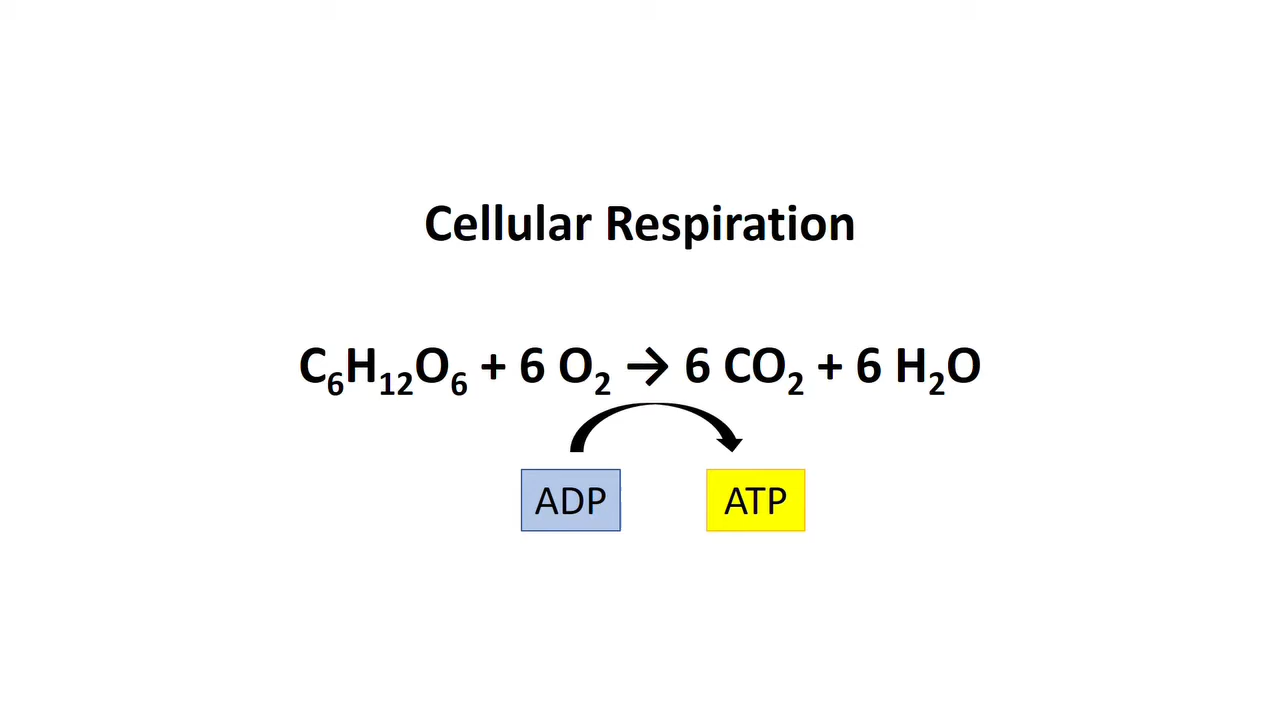 Cellular Respiration
C₆H₁₂O₆ + 6 O₂ → 6 CO₂ + 6 H₂O
ADP ATP